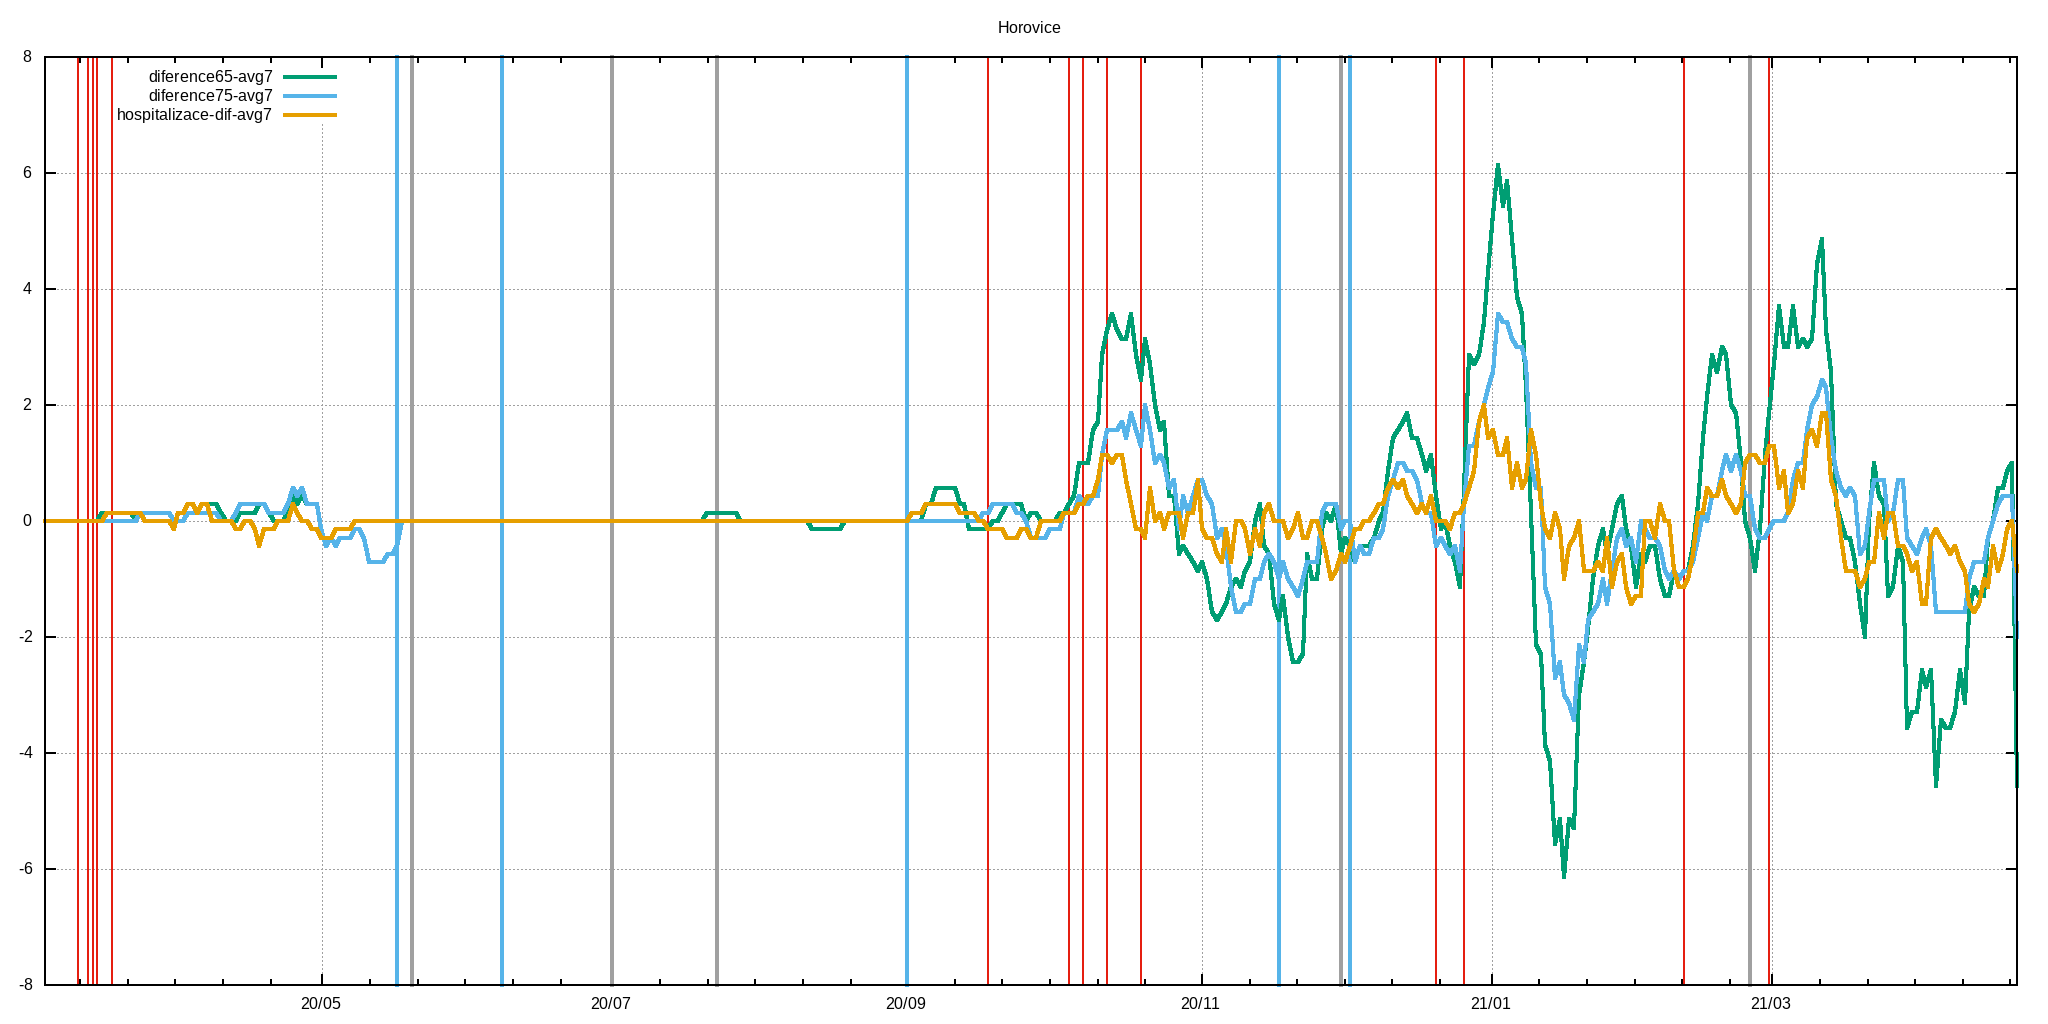 Horovice
diference65-avg7
diference75-avg7
hospitalizace-dif-avg7
8
6
4
2
0
-2
-4
-6
-8
20/05 20/07 20/09 20/11 21/01 21/03